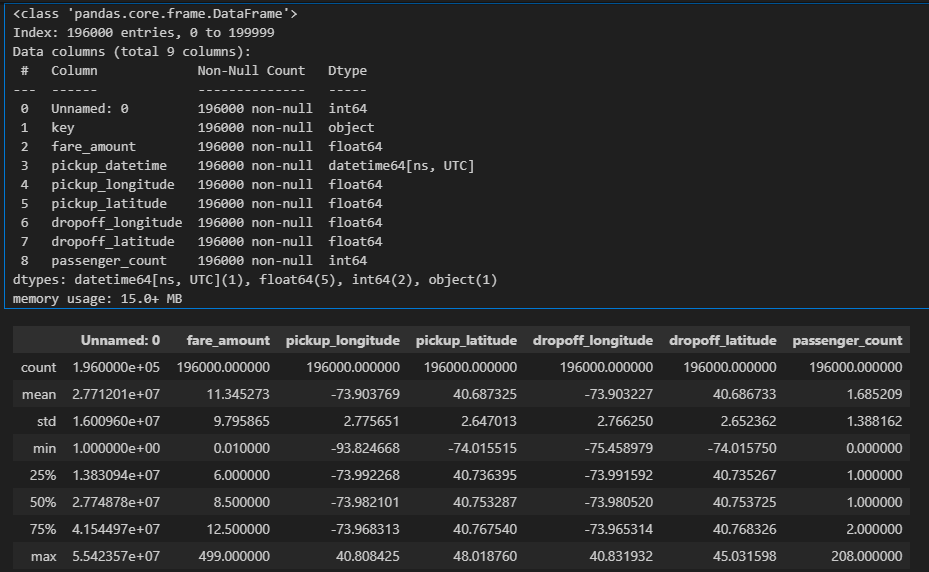 <class 'pandas.core.frame.DataFrame'>
Index: 196000 entries, 0 to 199999
Data columns (total 9 columns):
 #   Column             Non-Null Count   Dtype
---  ------             --------------   -----
 0   Unnamed: 0         196000 non-null  int64
 1   key                196000 non-null  object
 2   fare_amount        196000 non-null  float64
 3   pickup_datetime    196000 non-null  datetime64[ns, UTC]
 4   pickup_longitude   196000 non-null  float64
 5   pickup_latitude    196000 non-null  float64
 6   dropoff_longitude  196000 non-null  float64
 7   dropoff_latitude   196000 non-null  float64
 8   passenger_count    196000 non-null  int64
dtypes: datetime64[ns, UTC](1), float64(5), int64(2), object(1)
memory usage: 15.0+ MB
Unnamed: 0 fare_amount pickup_longitude pickup_latitude dropoff_longitude dropoff_latitude passenger_count
count 1.960000e+05 196000.000000 196000.000000 196000.000000 196000.000000 196000.000000 196000.000000
mean 2.771201e+07 11.345273 -73.903769 40.687325 -73.903227 40.686733 1.685209
std 1.600960e+07 9.795865 2.775651 2.647013 2.766250 2.652362 1.388162
min 1.000000e+00 0.010000 -93.824668 -74.015515 -75.458979 -74.015750 0.000000
25% 1.383094e+07 6.000000 -73.992268 40.736395 -73.991592 40.735267 1.000000
50% 2.774878e+07 8.500000 -73.982101 40.753287 -73.980520 40.753725 1.000000
75% 4.154497e+07 12.500000 -73.968313 40.767540 -73.965314 40.768326 2.000000
max 5.542357e+07 499.000000 40.808425 48.018760 40.831932 45.031598 208.000000